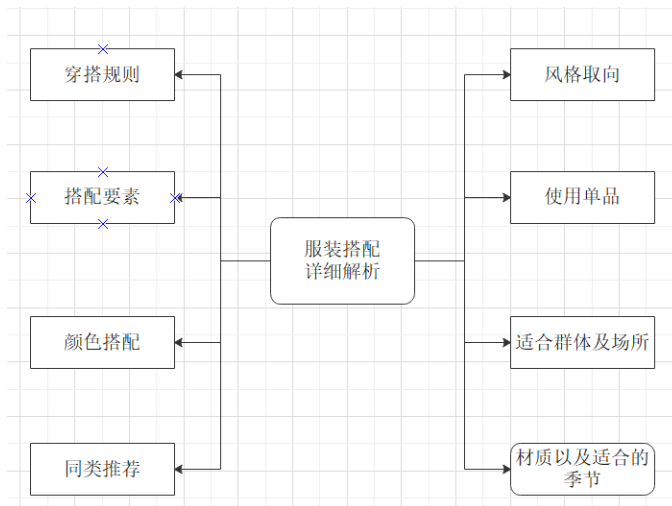 穿搭规则
风格取向
搭配要素
使用单品
服装搭配
详细解析
颜色搭配
适合群体及场所
同类推荐
材质以及适合的
季节